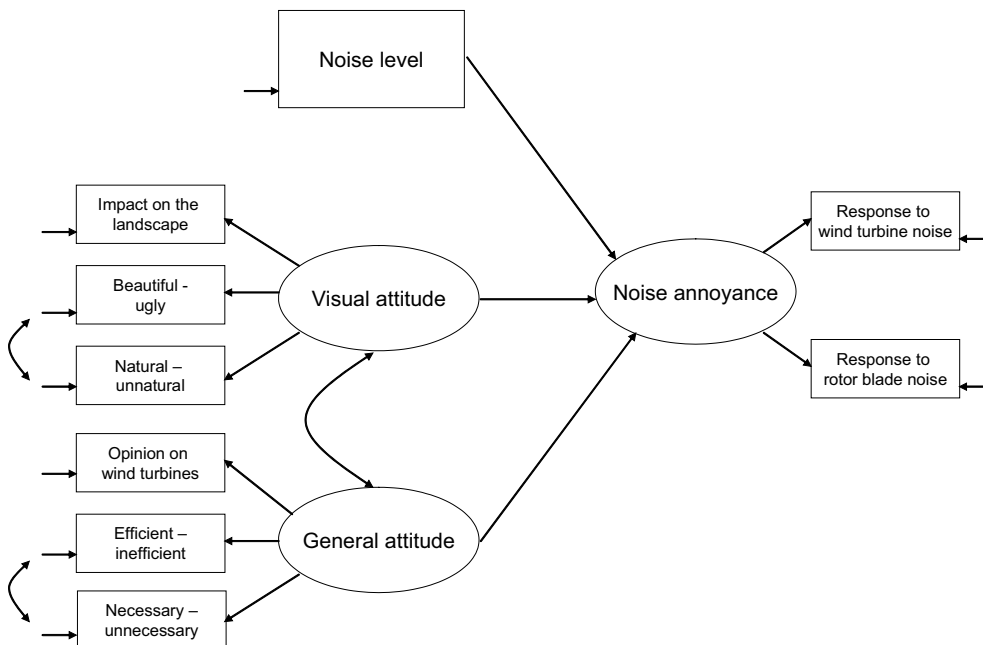 Noise level
Impact on the
landscape
Beautiful -
ugly
Natural –
unnatural
Opinion on
wind turbines
Efficient –
inefficient
Necessary –
unnecessary
Visual attitude
General attitude
Noise annoyance
Response to
wind turbine noise
Response to
rotor blade noise